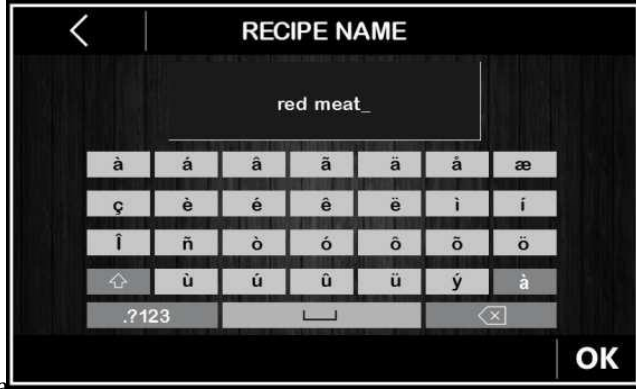 RECIPE NAME
red meat_
à á â ã ä å æ
ç è é ê ë ì í
Î ñ ò ó ô õ ö
ù ú û ü ý à
.?123
OK